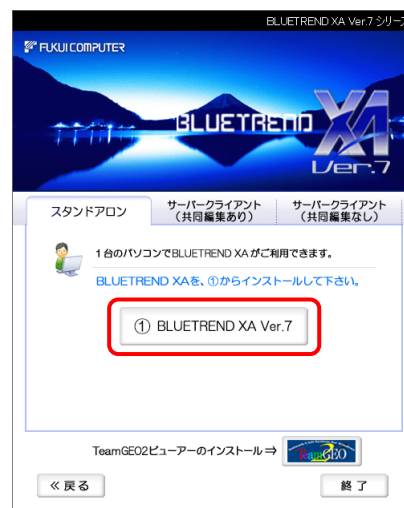 BLUETREND XA Ver.7 シリーズ
FUKUI COMPUTER
BLUETREND XA
Ver.7
スタンドアロン
サーバークライアント
（共同編集あり）
サーバークライアント
（共同編集なし）
1台のパソコンでBLUETREND XAがご利用できます。
BLUETREND XAを、①からインストールして下さい。
① BLUETREND XA Ver.7
TeamGEO2ビューアーのインストール⇒
TeamGEO
≪戻る
終了